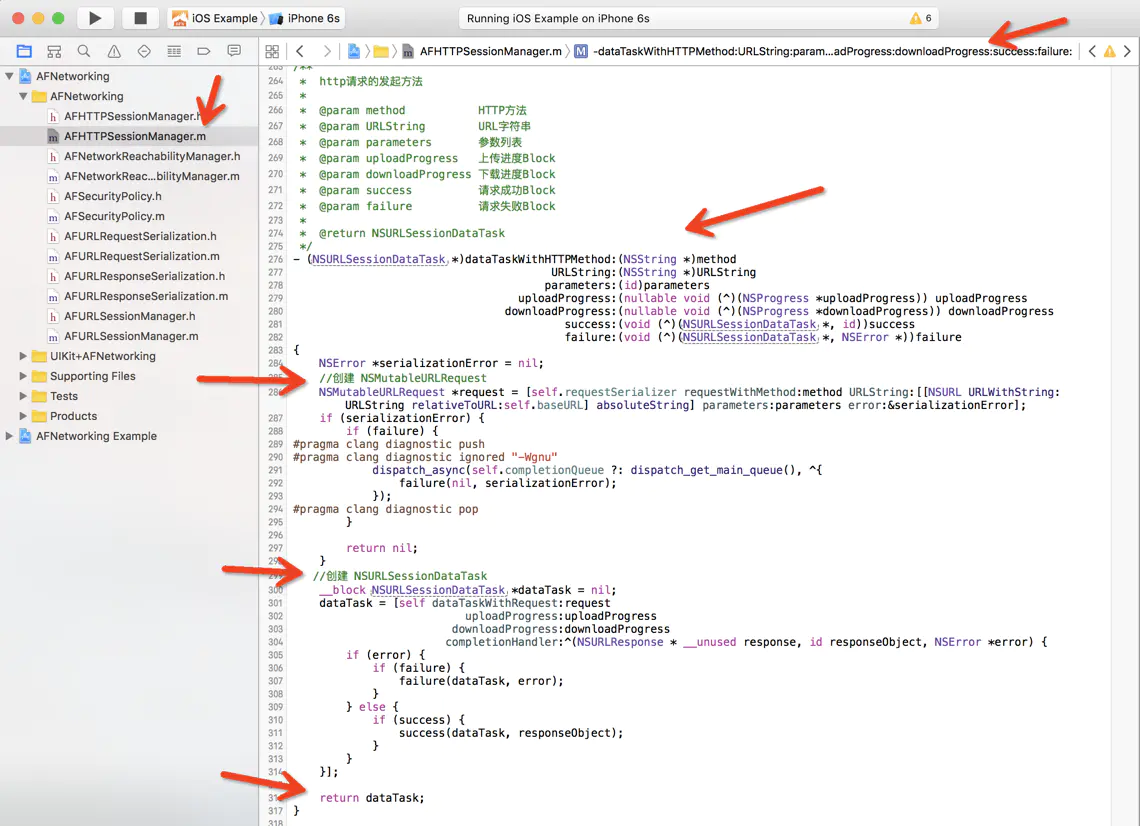 iOS Example
iPhone 6s
Running iOS Example on iPhone 6s
6
AFHTTPSessionManager.m
M
-dataTaskWithHTTPMethod:URLString:param...adProgress:downloadProgress:success:failure:
AFNetworking
AFNetworking
h AFHTTPSessionManager.h
m AFHTTPSessionManager.m
h AFNetworkReachabilityManager.h
m AFNetworkReac...bilityManager.m
h AFSecurityPolicy.h
m AFSecurityPolicy.m
h AFURLRequestSerialization.h
m AFURLRequestSerialization.m
h AFURLResponseSerialization.h
m AFURLResponseSerialization.m
h AFURLSessionManager.h
m AFURLSessionManager.m
UIKit+AFNetworking
Supporting Files
Tests
Products
AFNetworking Example
263 /**
264 * http请求的发起方法
265 *
266 * @param method HTTP方法
267 * @param URLString URL字符串
268 * @param parameters 参数列表
269 * @param uploadProgress 上传进度Block
270 * @param downloadProgress 下载进度Block
271 * @param success 请求成功Block
272 * @param failure 请求失败Block
273 *
274 * @return NSURLSessionDataTask
275 */
276 - (NSURLSessionDataTask *)dataTaskWithHTTPMethod:(NSString *)method
277 URLString:(NSString *)URLString
278 parameters:(id)parameters
279 uploadProgress:(nullable void (^)(NSProgress *uploadProgress)) uploadProgress
280 downloadProgress:(nullable void (^)(NSProgress *downloadProgress)) downloadProgress
281 success:(void (^)(NSURLSessionDataTask *, id))success
282 failure:(void (^)(NSURLSessionDataTask *, NSError *))failure
283 {
284 NSError *serializationError = nil;
285 //创建 NSMutableURLRequest
286 NSMutableURLRequest *request = [self.requestSerializer requestWithMethod:method URLString:[[NSURL URLWithString:
URLString relativeToURL:self.baseURL] absoluteString] parameters:parameters error:&serializationError];
287 if (serializationError) {
288 if (failure) {
289 #pragma clang diagnostic push
290 #pragma clang diagnostic ignored "-Wgnu"
291 dispatch_async(self.completionQueue ?: dispatch_get_main_queue(), ^{
292 failure(nil, serializationError);
293 });
294 #pragma clang diagnostic pop
295 }
296
297 return nil;
298 }
299 //创建 NSURLSessionDataTask
300 __block NSURLSessionDataTask *dataTask = nil;
301 dataTask = [self dataTaskWithRequest:request
302 uploadProgress:uploadProgress
303 downloadProgress:downloadProgress
304 completionHandler:^(NSURLResponse * __unused response, id responseObject, NSError *error) {
305 if (error) {
306 if (failure) {
307 failure(dataTask, error);
308 }
309 } else {
310 if (success) {
311 success(dataTask, responseObject);
312 }
313 }
314 }];
316 return dataTask;
317 }
318